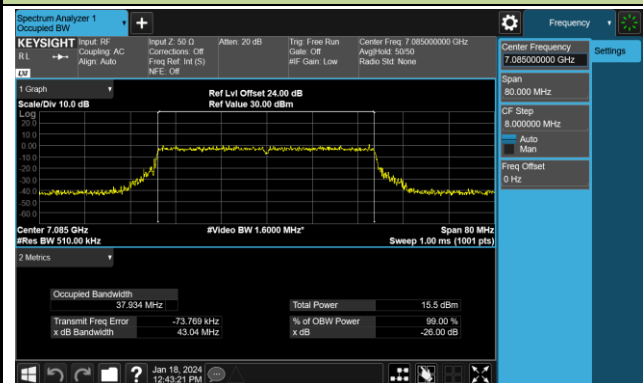 Spectrum Analyzer 1
Occupied BW
Frequency
KEYSIGHT
RL
LXI
Input: RF
Coupling: AC
Align: Auto
Input Z: 50 Ω
Corrections: Off
Freq Ref: Int (S)
NFE: Off
Atten: 20 dB
Trig: Free Run
Gate: Off
#IF Gain: Low
Center Freq: 7.085000000 GHz
Avg|Hold: 50/50
Radio Std: None
Center Frequency
7.085000000 GHz
Settings
Span
80.000 MHz
CF Step
8.000000 MHz
Auto
Man
Freq Offset
0 Hz
1 Graph
Scale/Div 10.0 dB
Ref Lvl Offset 24.00 dB
Ref Value 30.00 dBm
Log
20.0
10.0
0.00
-10.0
-20.0
-30.0
-40.0
-50.0
-60.0
Center 7.085 GHz
#Video BW 1.6000 MHz*
Span 80 MHz
#Res BW 510.00 kHz
Sweep 1.00 ms (1001 pts)
2 Metrics
Occupied Bandwidth
37.934 MHz
Total Power 15.5 dBm
Transmit Freq Error -73.769 kHz
% of OBW Power 99.00 %
x dB Bandwidth 43.04 MHz
x dB -26.00 dB
Jan 18, 2024
12:43:21 PM